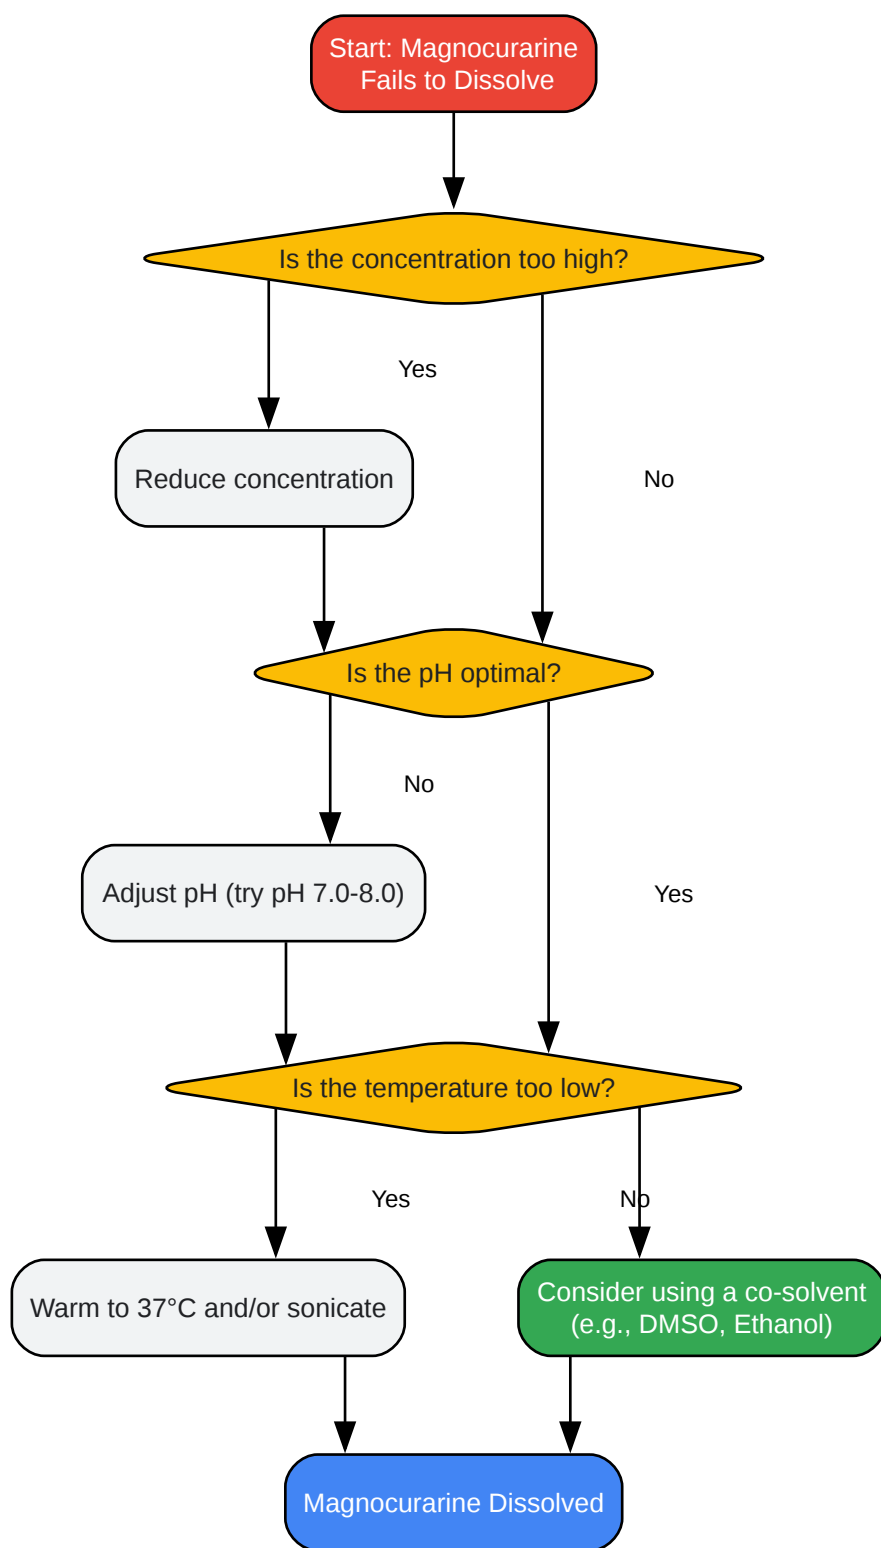 Start: Magnocurarine
Fails to Dissolve
Is the concentration too high?
Yes
Reduce concentration
No
Is the pH optimal?
No
Adjust pH (try pH 7.0-8.0)
Yes
Is the temperature too low?
Yes
No
Warm to 37°C and/or sonicate
Consider using a co-solvent
(e.g., DMSO, Ethanol)
Magnocurarine Dissolved